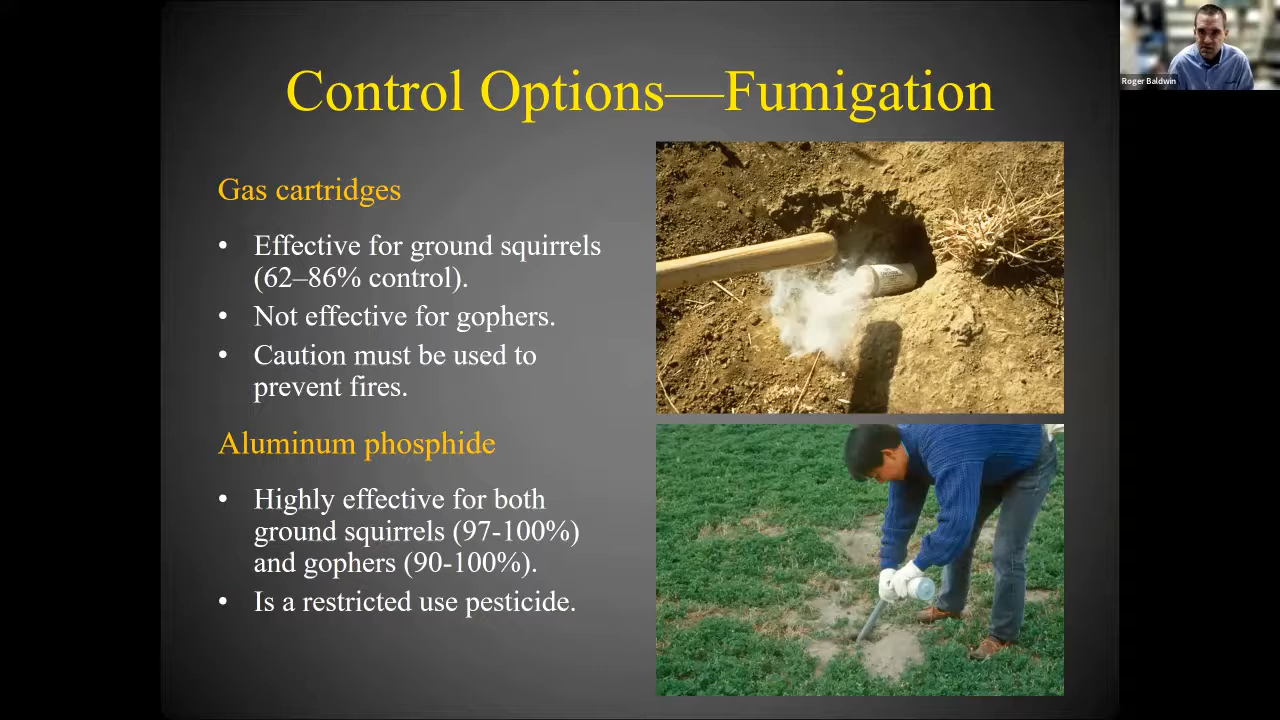 Control Options—Fumigation
Roger Baldwin
Gas cartridges
• Effective for ground squirrels
(62–86% control).
• Not effective for gophers.
• Caution must be used to
prevent fires.
Aluminum phosphide
• Highly effective for both
ground squirrels (97-100%)
and gophers (90-100%).
• Is a restricted use pesticide.